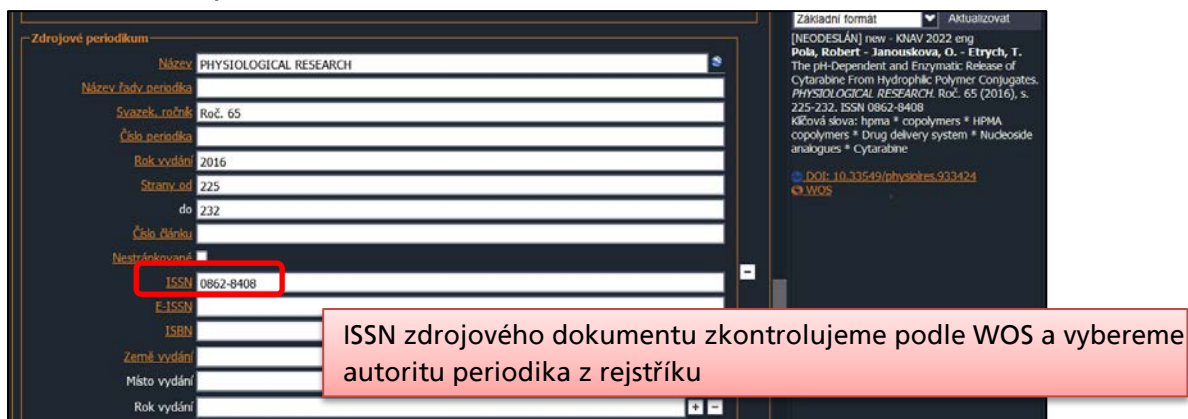 Zdrojové periodikum
Název PHYSIOLOGICAL RESEARCH
Název řady periodika
Svazek, ročník Roč. 65
Číslo periodika
Rok vydání 2016
Strany od 225
do 232
Číslo článku
Nestránkované
ISSN 0862-8408
E-ISSN
ISBN
Země vydání
Místo vydání
Rok vydání + −
−
Základní formát Aktualizovat
[NEODESLÁN] new - KNAV 2022 eng
Pola, Robert - Janouskova, O. - Etrych, T.
The pH-Dependent and Enzymatic Release of
Cytarabine From Hydrophilic Polymer Conjugates.
PHYSIOLOGICAL RESEARCH. Roč. 65 (2016), s.
225-232. ISSN 0862-8408
Klíčová slova: hpma * copolymers * HPMA
copolymers * Drug delivery system * Nucleoside
analogues * Cytarabine
DOI: 10.33549/physiolres.933424
WOS
ISSN zdrojového dokumentu zkontrolujeme podle WOS a vybereme
autoritu periodika z rejstříku